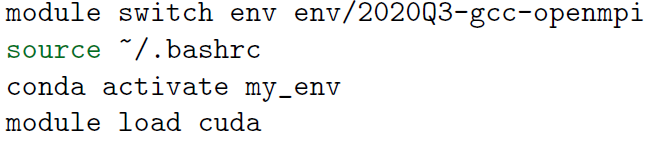 module switch env env/2020Q3-gcc-openmpi
source ~/.bashrc
conda activate my_env
module load cuda